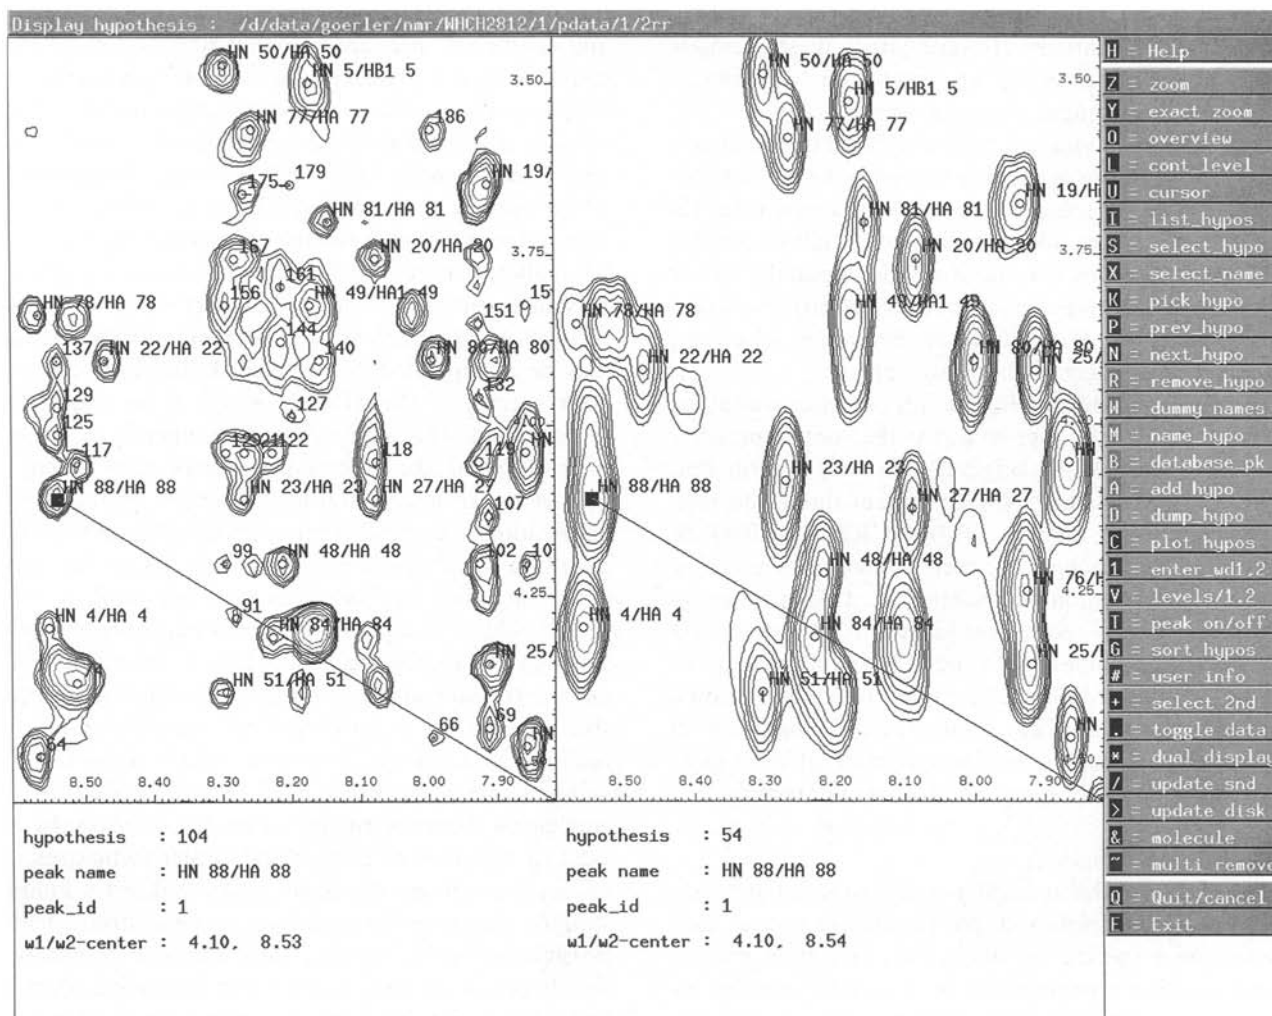 Display hypothesis : /d/data/goerler/nmr/WHCH2812/1/pdata/1/2rr
HN 50/HA 50
HN 5/HB1 5
3.50
HN 77/HA 77
186
179
175
HN 19/
HN 81/HA 81
167
HN 20/HA 20
3.75
161
156
HN 49/HA1 49
151
15
HN 78/HA 78
144
137
HN 22/HA 22
140
HN 80/HA 80
132
129
127
4.00
125
122
118
119
HN
117
HN 88/HA 88
HN 23/HA 23
HN 27/HA 27
107
99
HN 48/HA 48
102
10
4.25
91
HN 4/HA 4
HN 84/HA 84
HN 25/
74
HN 51/HA 51
69
66
HN
64
8.50 8.40 8.30 8.20 8.10 8.00 7.90
HN 50/HA 50
3.50
HN 5/HB1 5
HN 77/HA 77
HN 19/H
HN 81/HA 81
HN 20/HA 20
3.75
HN 78/HA 78
HN 49/HA1 49
HN 22/HA 22
HN 80/HA 80
HN 25/
HN
HN 23/HA 23
HN 88/HA 88
HN 27/HA 27
HN 48/HA 48
HN 76/H
4.25
HN 4/HA 4
HN 84/HA 84
HN 25/
HN 51/HA 51
HN
8.50 8.40 8.30 8.20 8.10 8.00 7.90
H = Help
Z = zoom
Y = exact zoom
O = overview
L = cont_level
U = cursor
I = list_hypos
S = select_hypo
X = select_name
K = pick hypo
P = prev_hypo
N = next_hypo
R = remove_hypo
W = dummy names
M = name_hypo
B = database_pk
A = add hypo
D = dump_hypo
C = plot hypos
1 = enter_wd1,2
V = levels/1.2
T = peak on/off
G = sort hypos
# = user info
+ = select 2nd
. = toggle data
* = dual display
/ = update snd
> = update disk
& = molecule
~ = multi remove
Q = Quit/cancel
E = Exit
hypothesis : 104
peak name : HN 88/HA 88
peak_id : 1
w1/w2-center : 4.10, 8.53
hypothesis : 54
peak name : HN 88/HA 88
peak_id : 1
w1/w2-center : 4.10, 8.54